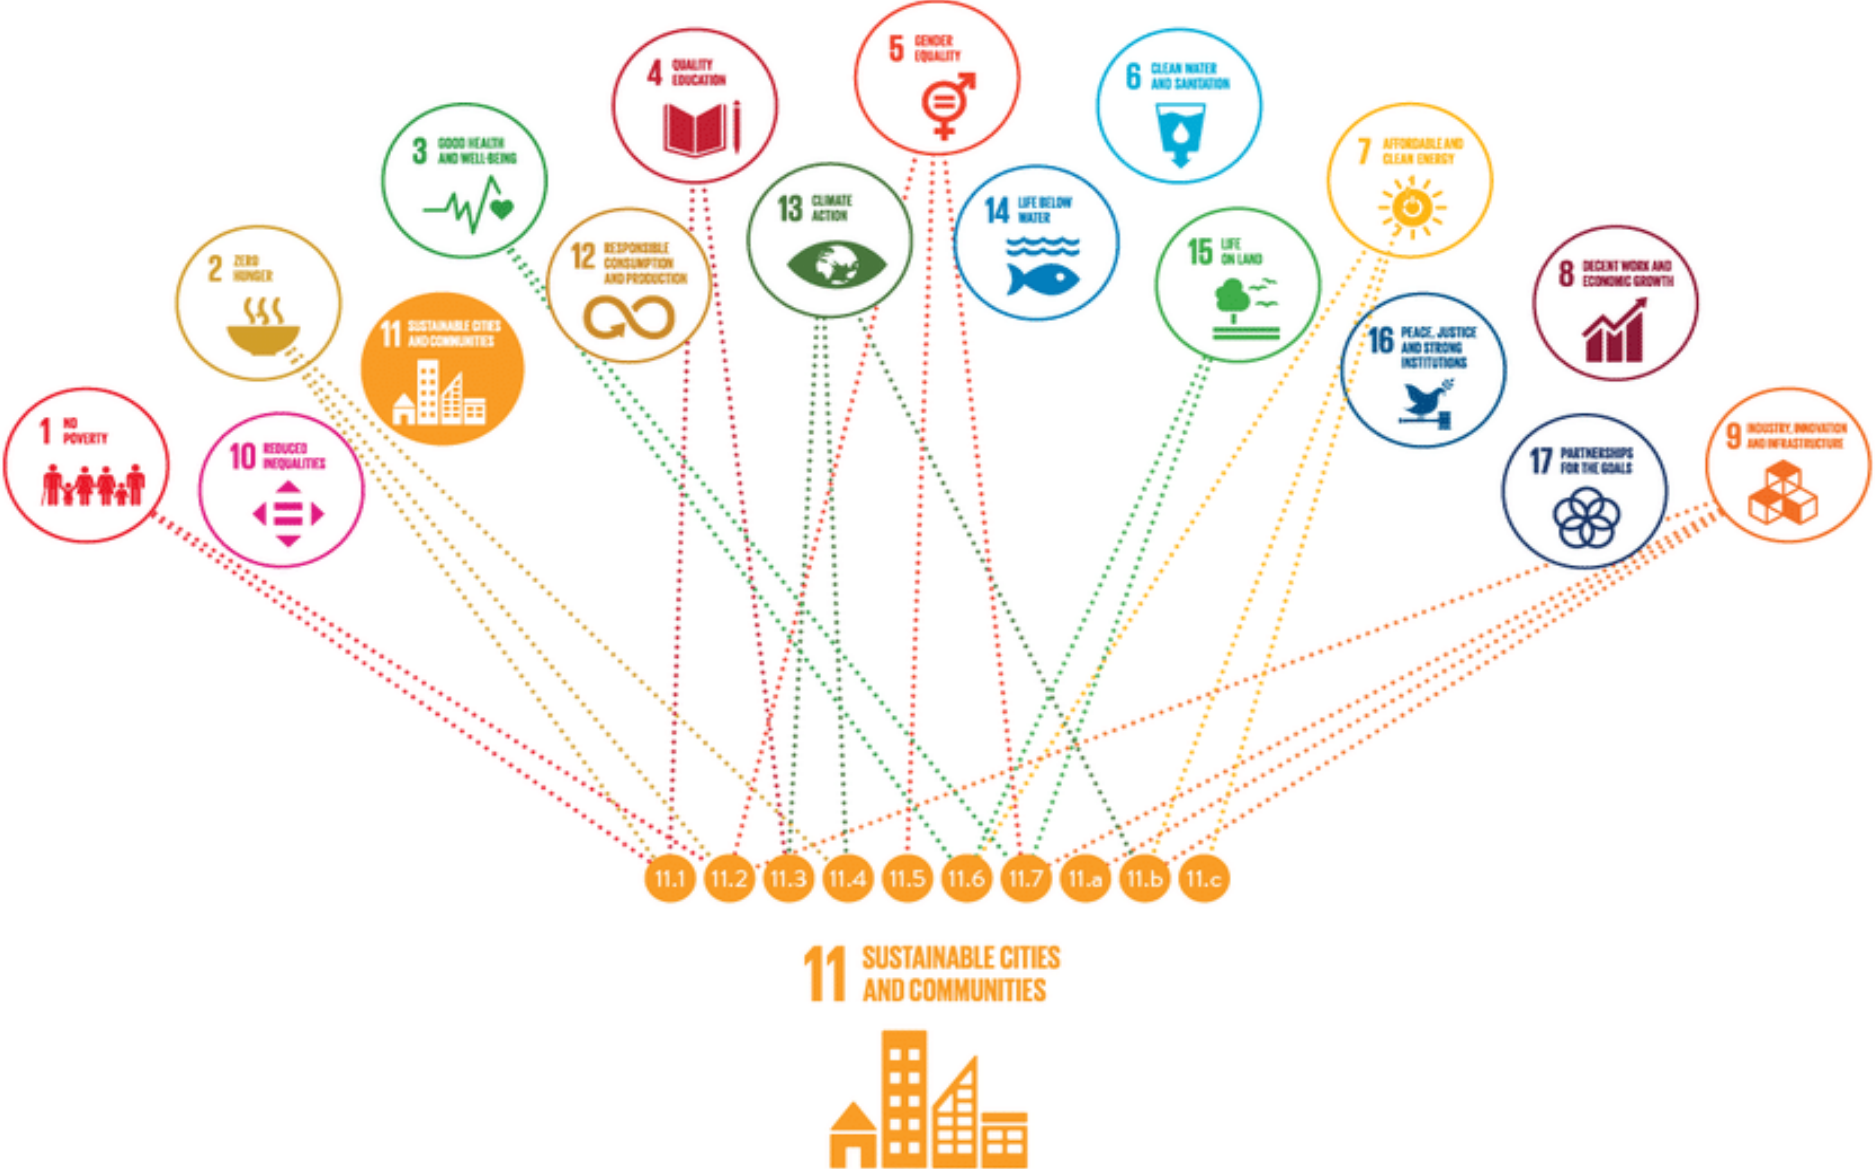 1 NO
POVERTY
2 ZERO
HUNGER
3 GOOD HEALTH
AND WELL-BEING
4 QUALITY
EDUCATION
5 GENDER
EQUALITY
6 CLEAN WATER
AND SANITATION
7 AFFORDABLE AND
CLEAN ENERGY
8 DECENT WORK AND
ECONOMIC GROWTH
9 INDUSTRY, INNOVATION
AND INFRASTRUCTURE
10 REDUCED
INEQUALITIES
11 SUSTAINABLE CITIES
AND COMMUNITIES
12 RESPONSIBLE
CONSUMPTION
AND PRODUCTION
13 CLIMATE
ACTION
14 LIFE BELOW
WATER
15 LIFE
ON LAND
16 PEACE, JUSTICE
AND STRONG
INSTITUTIONS
17 PARTNERSHIPS
FOR THE GOALS
11.1 11.2 11.3 11.4 11.5 11.6 11.7 11.a 11.b 11.c
11 SUSTAINABLE CITIES
AND COMMUNITIES